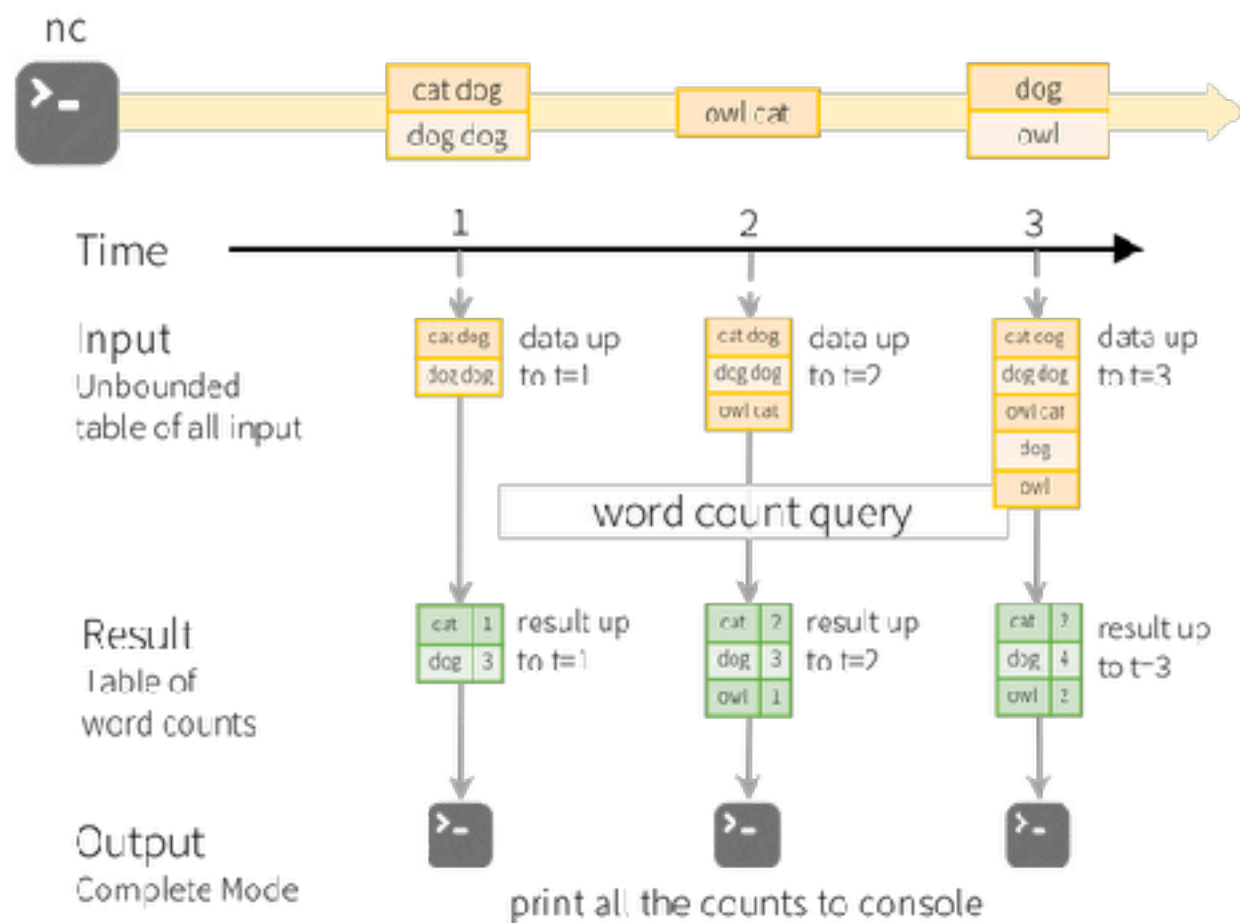 nc
cat dog
dog dog
owl cat
dog
owl
1
2
3
Time
Input
Unbounded
table of all input
cat dog
dog dog
data up
to t=1
cat dog
dog dog
owl cat
data up
to t=2
cat dog
dog dog
owl cat
dog
owl
data up
to t=3
word count query
Result
Table of
word counts
cat 1
dog 3
result up
to t=1
cat 2
dog 3
owl 1
result up
to t=2
cat 2
dog 4
owl 2
result up
to t=3
Output
Complete Mode
print all the counts to console